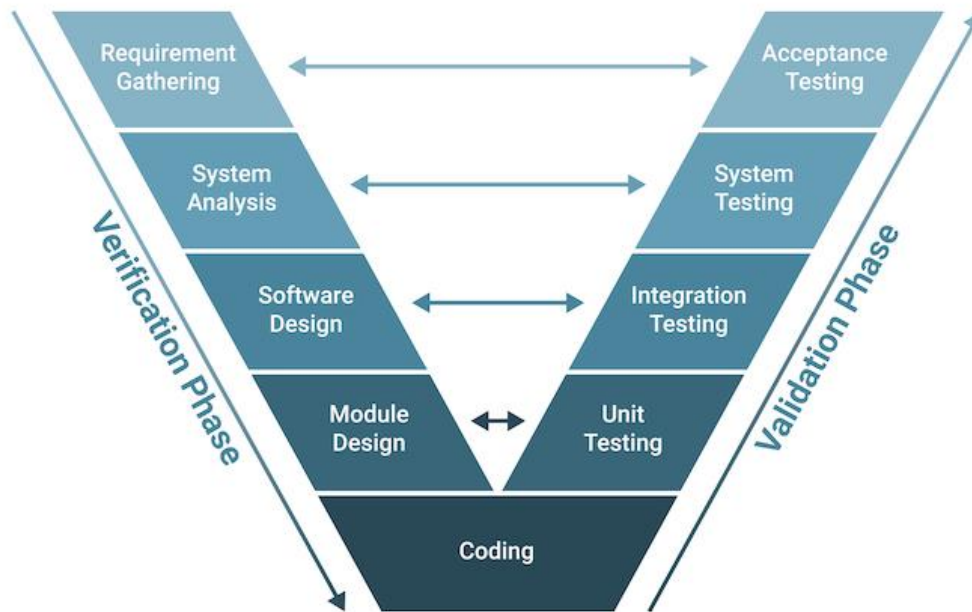 Requirement
Gathering
Acceptance
Testing
System
Analysis
System
Testing
Software
Design
Integration
Testing
Module
Design
Unit
Testing
Coding
Verification Phase
Validation Phase